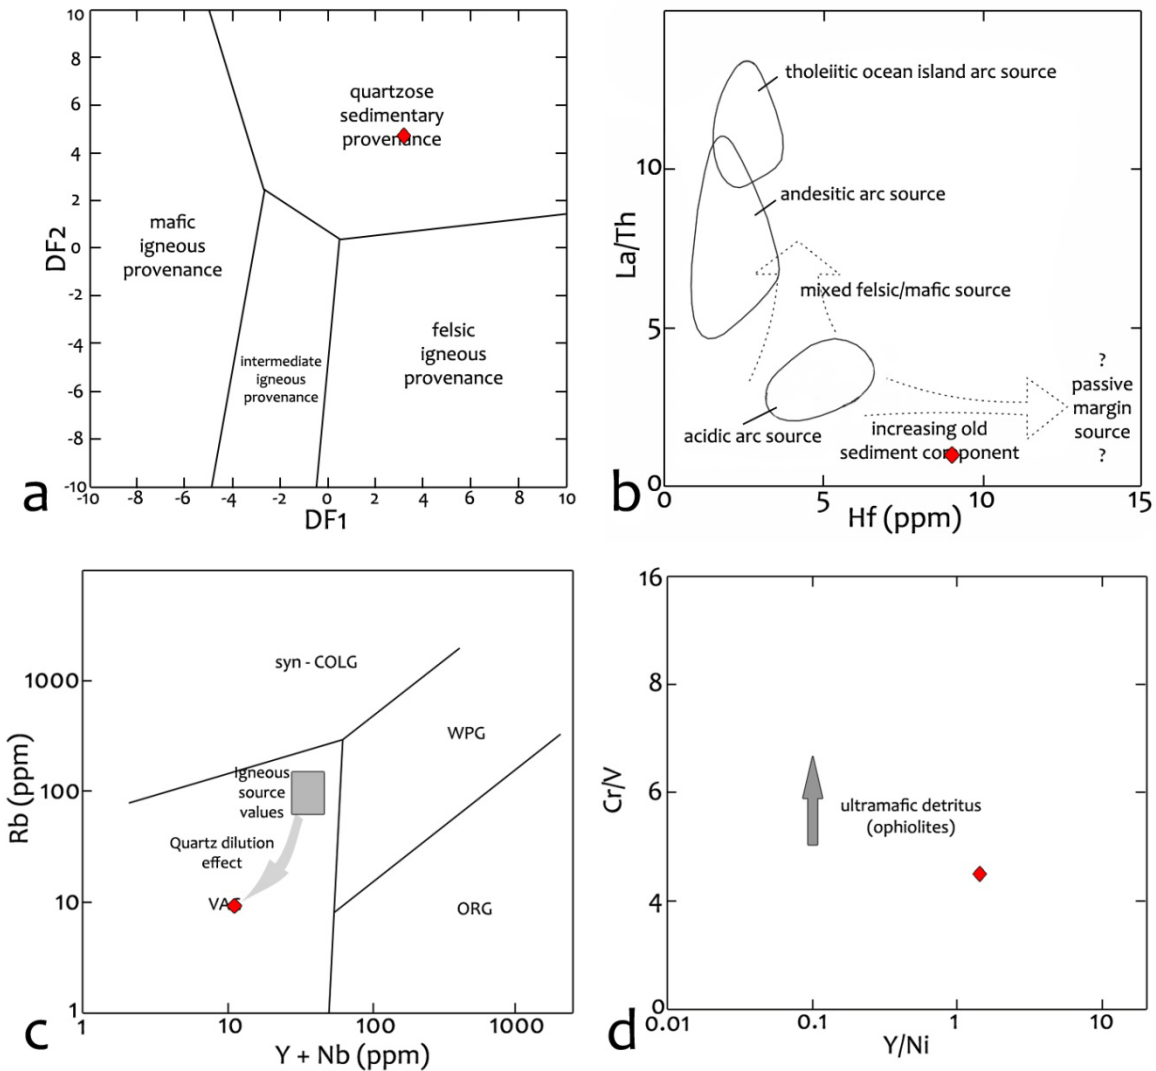 10
8
6
4
2
0
-2
-4
-6
-8
-10
DF2
quartzose
sedimentary
provenance
mafic
igneous
provenance
intermediate
igneous
provenance
felsic
igneous
provenance
-10
-8
-6
-4
-2
0
2
4
6
8
10
DF1
a
La/Th
10
5
0
tholeiitic ocean island arc source
andesitic arc source
mixed felsic/mafic source
acidic arc source
increasing old
sediment component
?
passive
margin
source
?
0
5
10
15
Hf (ppm)
b
Rb (ppm)
1000
100
10
1
syn - COLG
WPG
Igneous
source
values
Quartz dilution
effect
VAG
ORG
1
10
100
1000
Y + Nb (ppm)
c
Cr/V
16
8
6
4
0
ultramafic detritus
(ophiolites)
0.01
0.1
1
10
Y/Ni
d